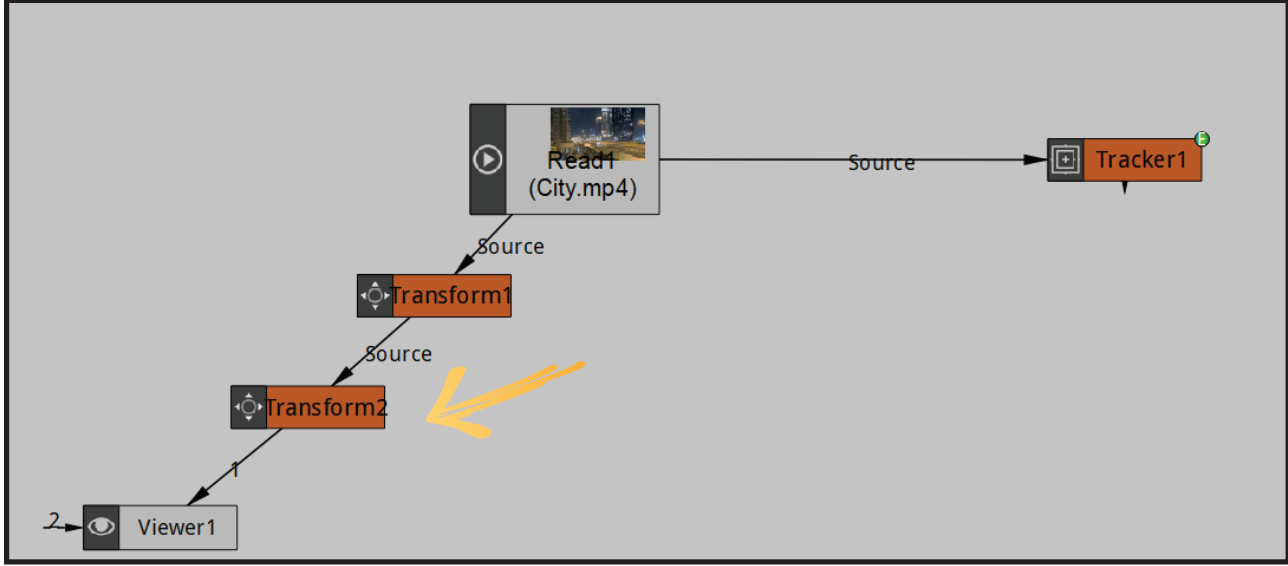 Read1
(City.mp4)
Source
E
Tracker1
Source
Transform1
Source
Transform2
1
2
Viewer1